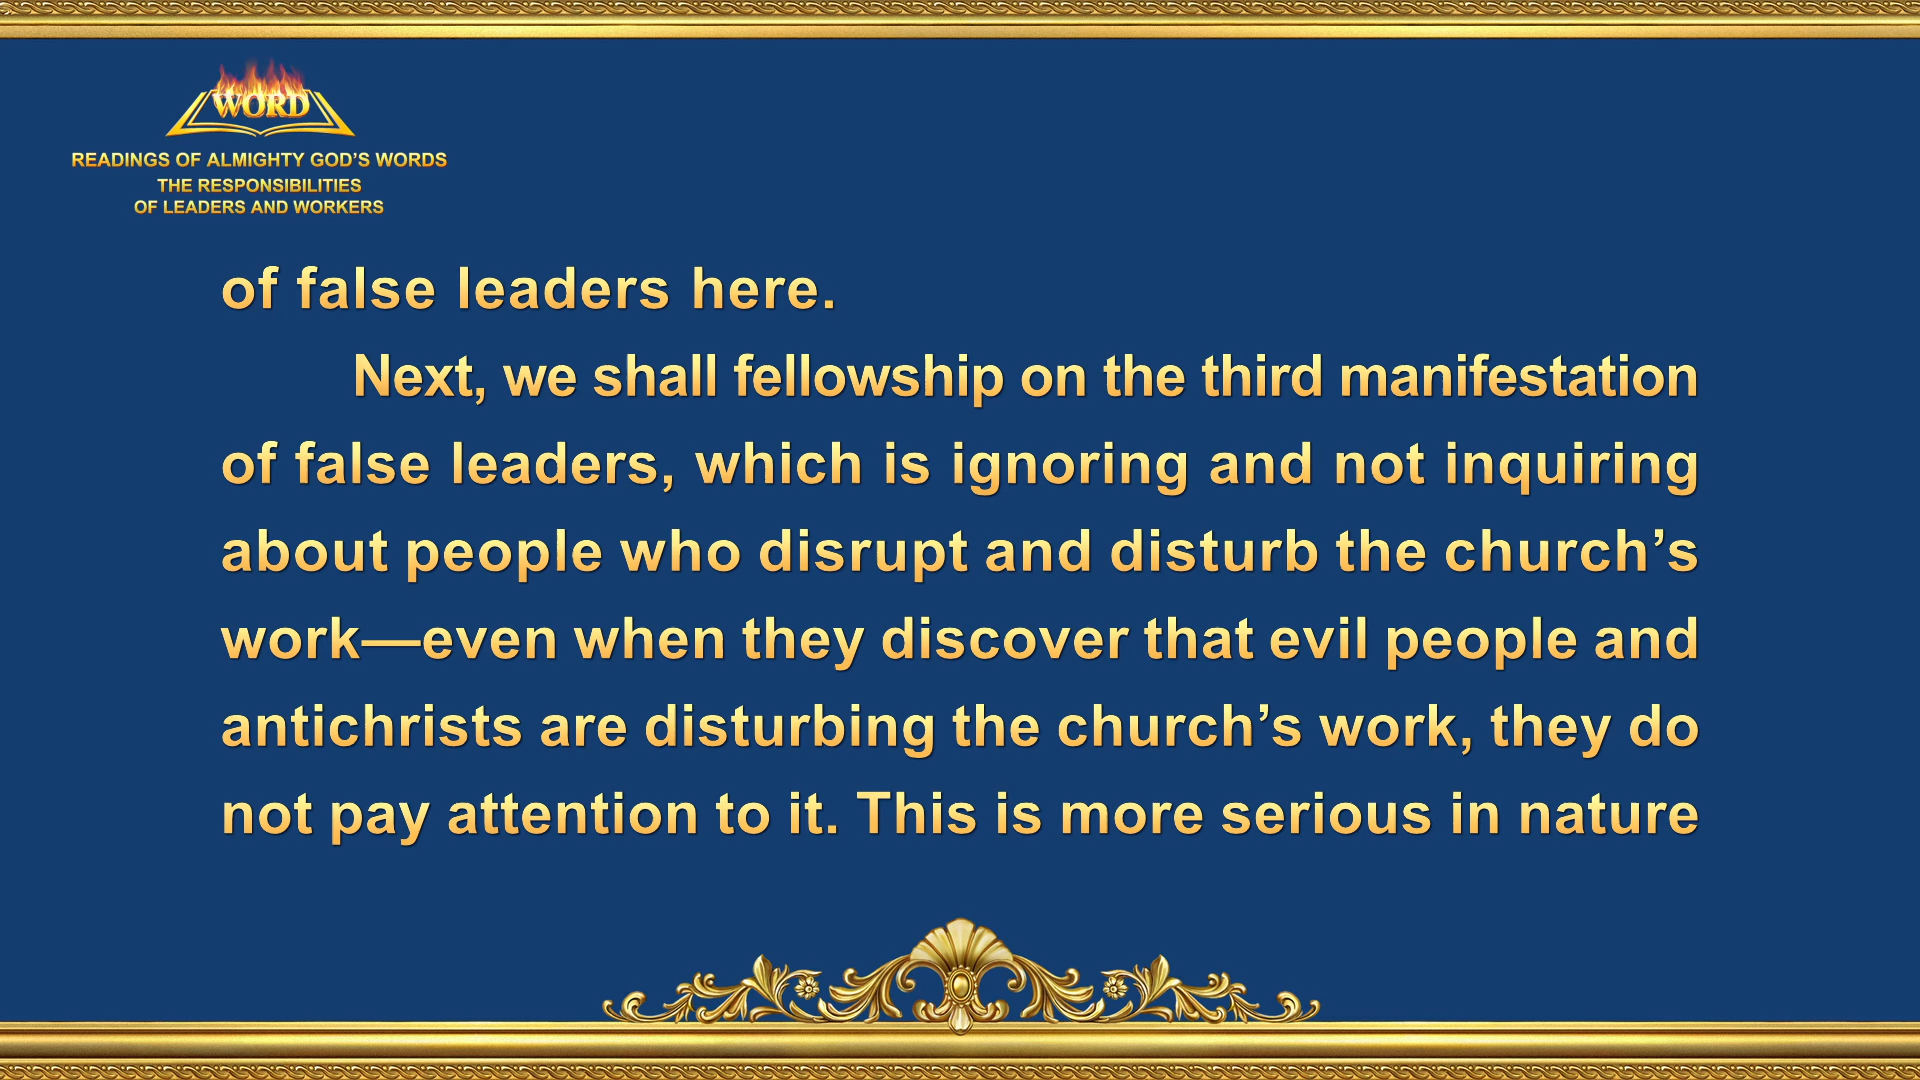 WORD
READINGS OF ALMIGHTY GOD’S WORDS
THE RESPONSIBILITIES
OF LEADERS AND WORKERS
of false leaders here.
Next, we shall fellowship on the third manifestation
of false leaders, which is ignoring and not inquiring
about people who disrupt and disturb the church’s
work—even when they discover that evil people and
antichrists are disturbing the church’s work, they do
not pay attention to it. This is more serious in nature